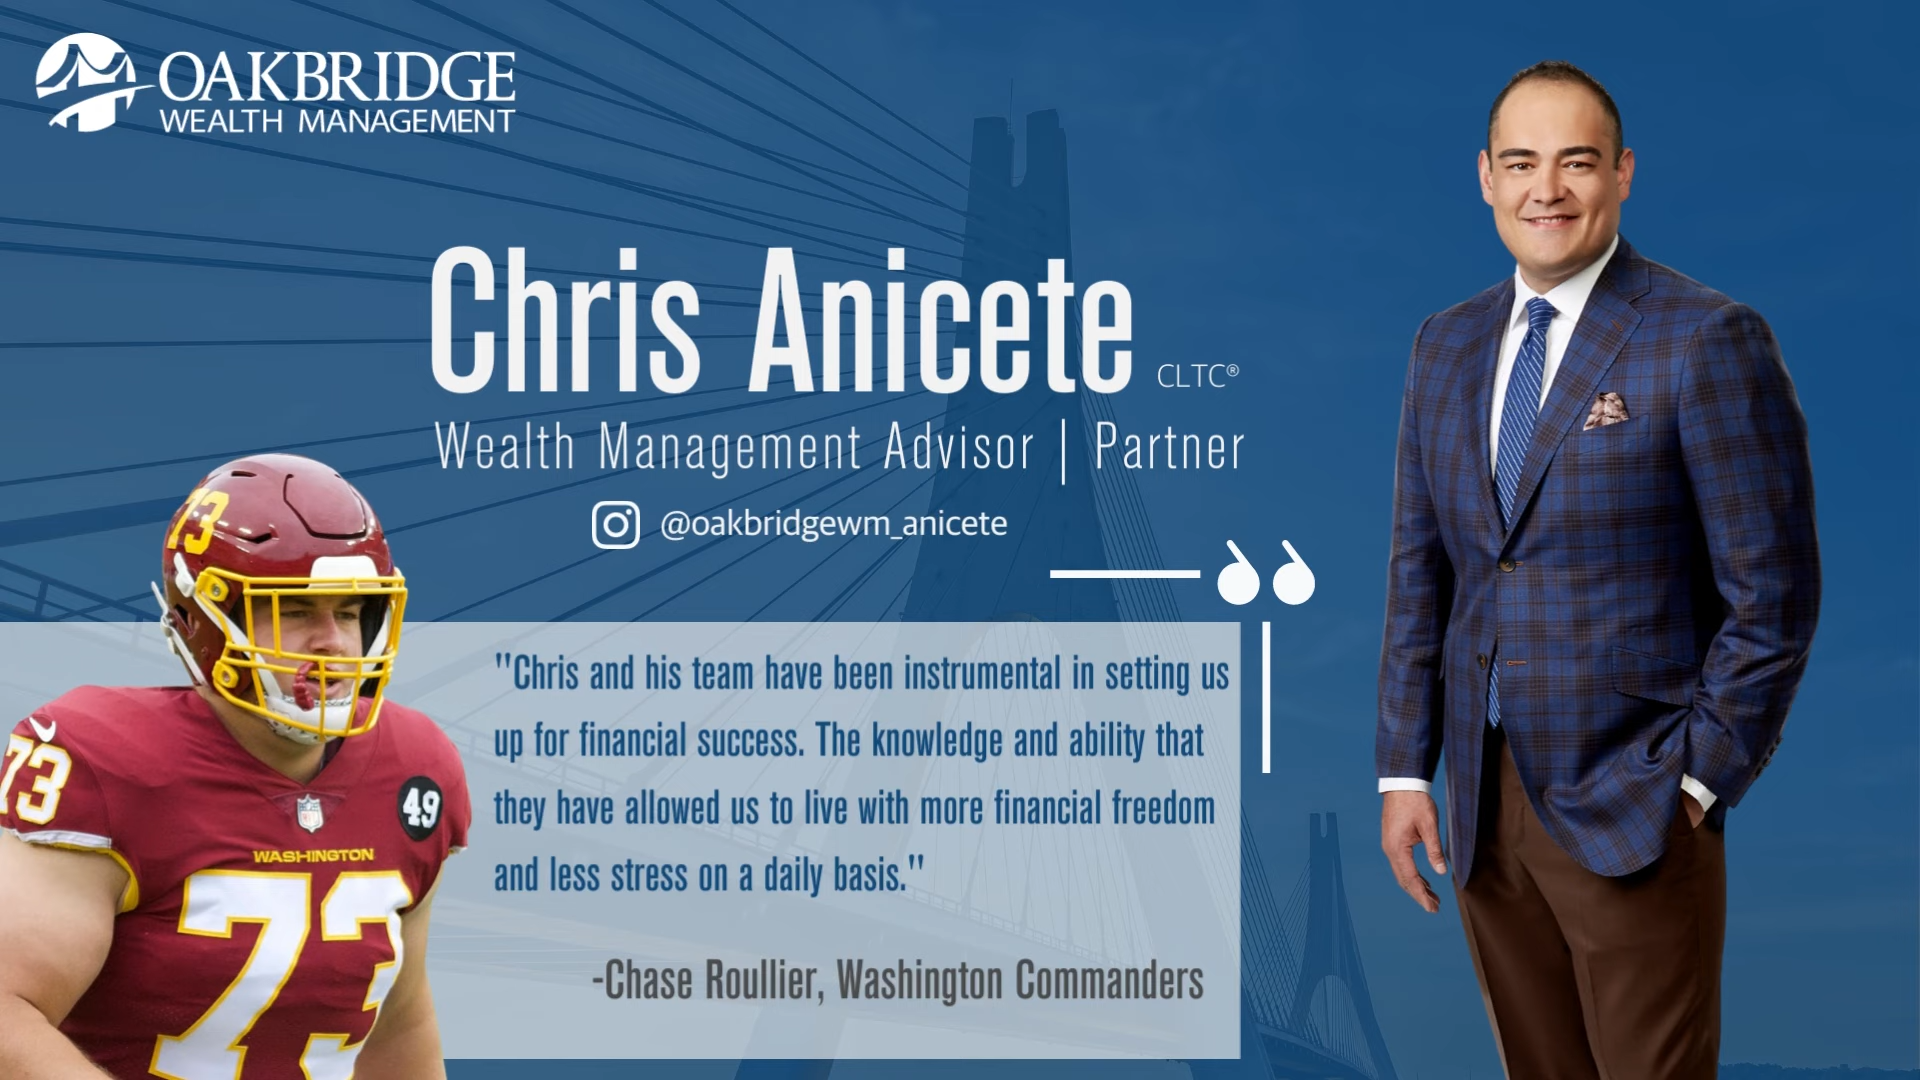 OAKBRIDGE
WEALTH MANAGEMENT
Chris Anicete CLTC®
Wealth Management Advisor | Partner
@oakbridgewm_anicete
"Chris and his team have been instrumental in setting us
up for financial success. The knowledge and ability that
they have allowed us to live with more financial freedom
and less stress on a daily basis."
-Chase Roullier, Washington Commanders
73
73
49
NFL
WASHINGTON
73